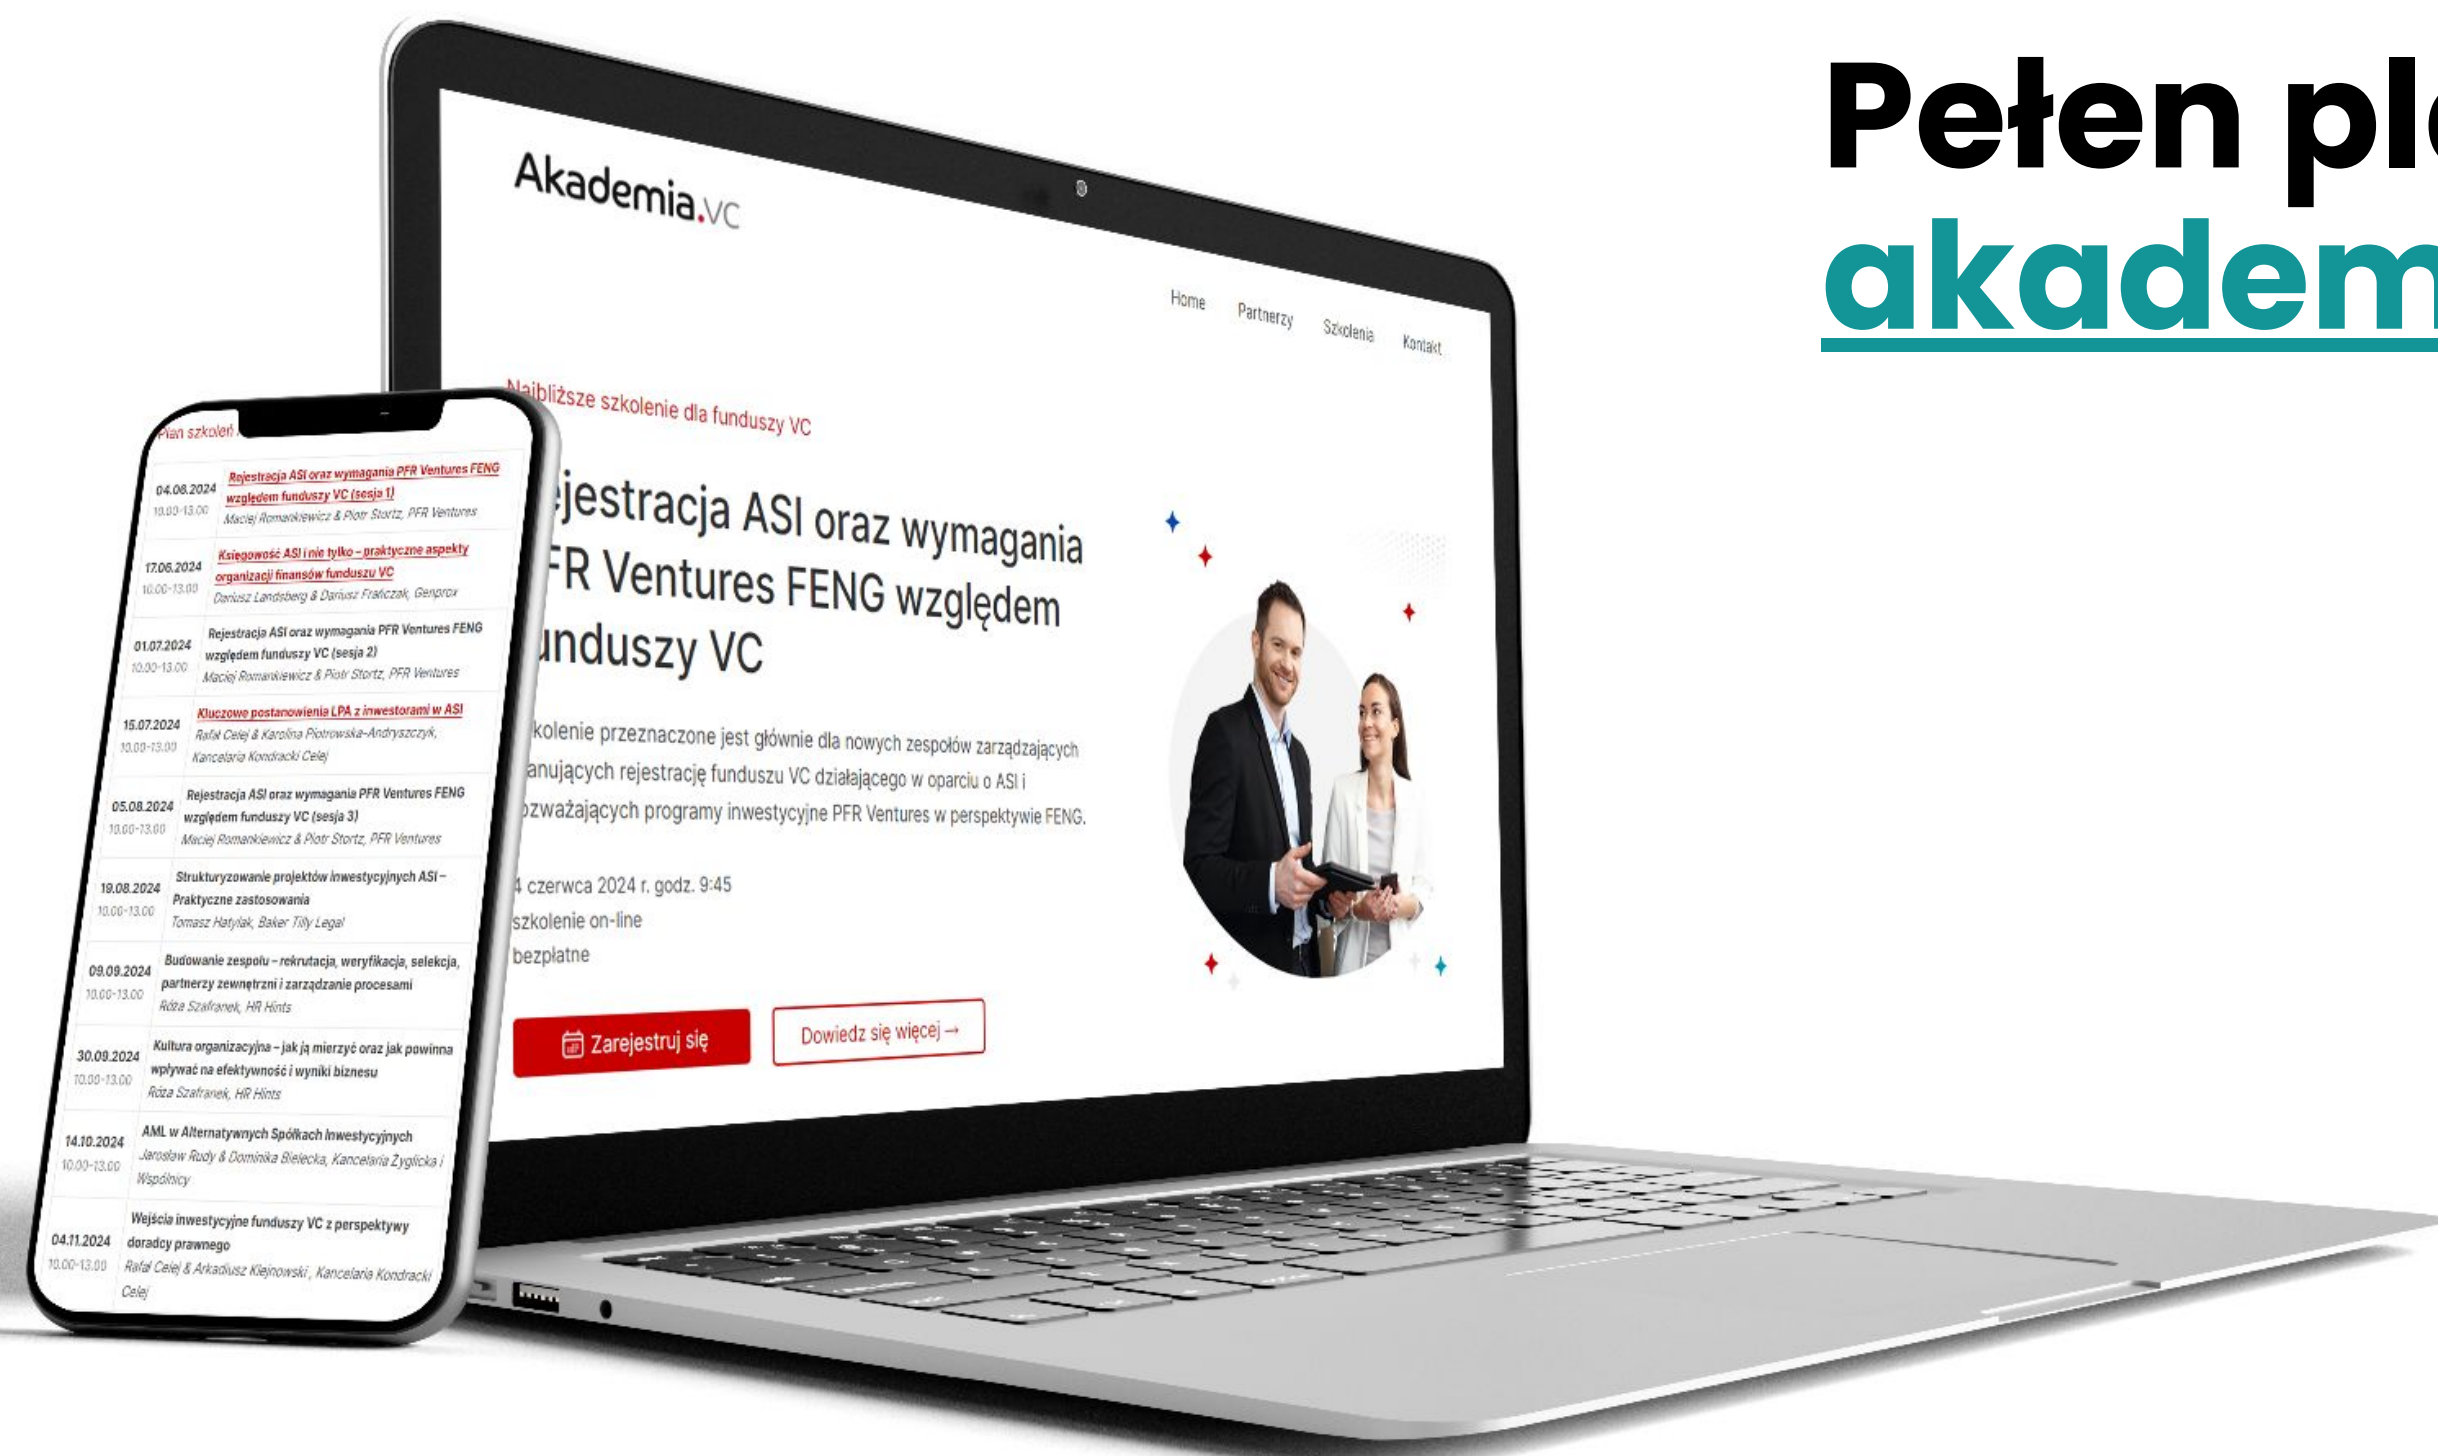 Pełen pl
akadem
Akademia.vc
Home Partnerzy Szkolenia Kontakt
Najbliższe szkolenie dla funduszy VC
ejestracja ASI oraz wymagania
FR Ventures FENG względem
unduszy VC
kolenie przeznaczone jest głównie dla nowych zespołów zarządzających
anujących rejestrację funduszu VC działającego w oparciu o ASI i
ozważających programy inwestycyjne PFR Ventures w perspektywie FENG.
4 czerwca 2024 r. godz. 9:45
szkolenie on-line
bezpłatne
Zarejestruj się
Dowiedz się więcej →
Plan szkoleń
04.06.2024
10.00-13.00
Rejestracja ASI oraz wymagania PFR Ventures FENG
względem funduszy VC (sesja 1)
Maciej Romankiewicz & Piotr Stortz, PFR Ventures
17.06.2024
10.00-13.00
Księgowość ASI i nie tylko – praktyczne aspekty
organizacji finansów funduszu VC
Dariusz Landsberg & Dariusz Frańczak, Genprox
01.07.2024
10.00-13.00
Rejestracja ASI oraz wymagania PFR Ventures FENG
względem funduszy VC (sesja 2)
Maciej Romankiewicz & Piotr Stortz, PFR Ventures
15.07.2024
10.00-13.00
Kluczowe postanowienia LPA z inwestorami w ASI
Rafał Celej & Karolina Piotrowska-Andryszczyk,
Kancelaria Kondracki Celej
05.08.2024
10.00-13.00
Rejestracja ASI oraz wymagania PFR Ventures FENG
względem funduszy VC (sesja 3)
Maciej Romankiewicz & Piotr Stortz, PFR Ventures
19.08.2024
10.00-13.00
Strukturyzowanie projektów inwestycyjnych ASI –
Praktyczne zastosowania
Tomasz Hatylak, Baker Tilly Legal
09.09.2024
10.00-13.00
Budowanie zespołu – rekrutacja, weryfikacja, selekcja,
partnerzy zewnętrzni i zarządzanie procesami
Róża Szafranek, HR Hints
30.09.2024
10.00-13.00
Kultura organizacyjna – jak ją mierzyć oraz jak powinna
wpływać na efektywność i wyniki biznesu
Róża Szafranek, HR Hints
14.10.2024
10.00-13.00
AML w Alternatywnych Spółkach Inwestycyjnych
Jarosław Rudy & Dominika Bielecka, Kancelaria Żyglicka i
Wspólnicy
04.11.2024
10.00-13.00
Wejścia inwestycyjne funduszy VC z perspektywy
doradcy prawnego
Rafał Celej & Arkadiusz Klejnowski , Kancelaria Kondracki
Celej